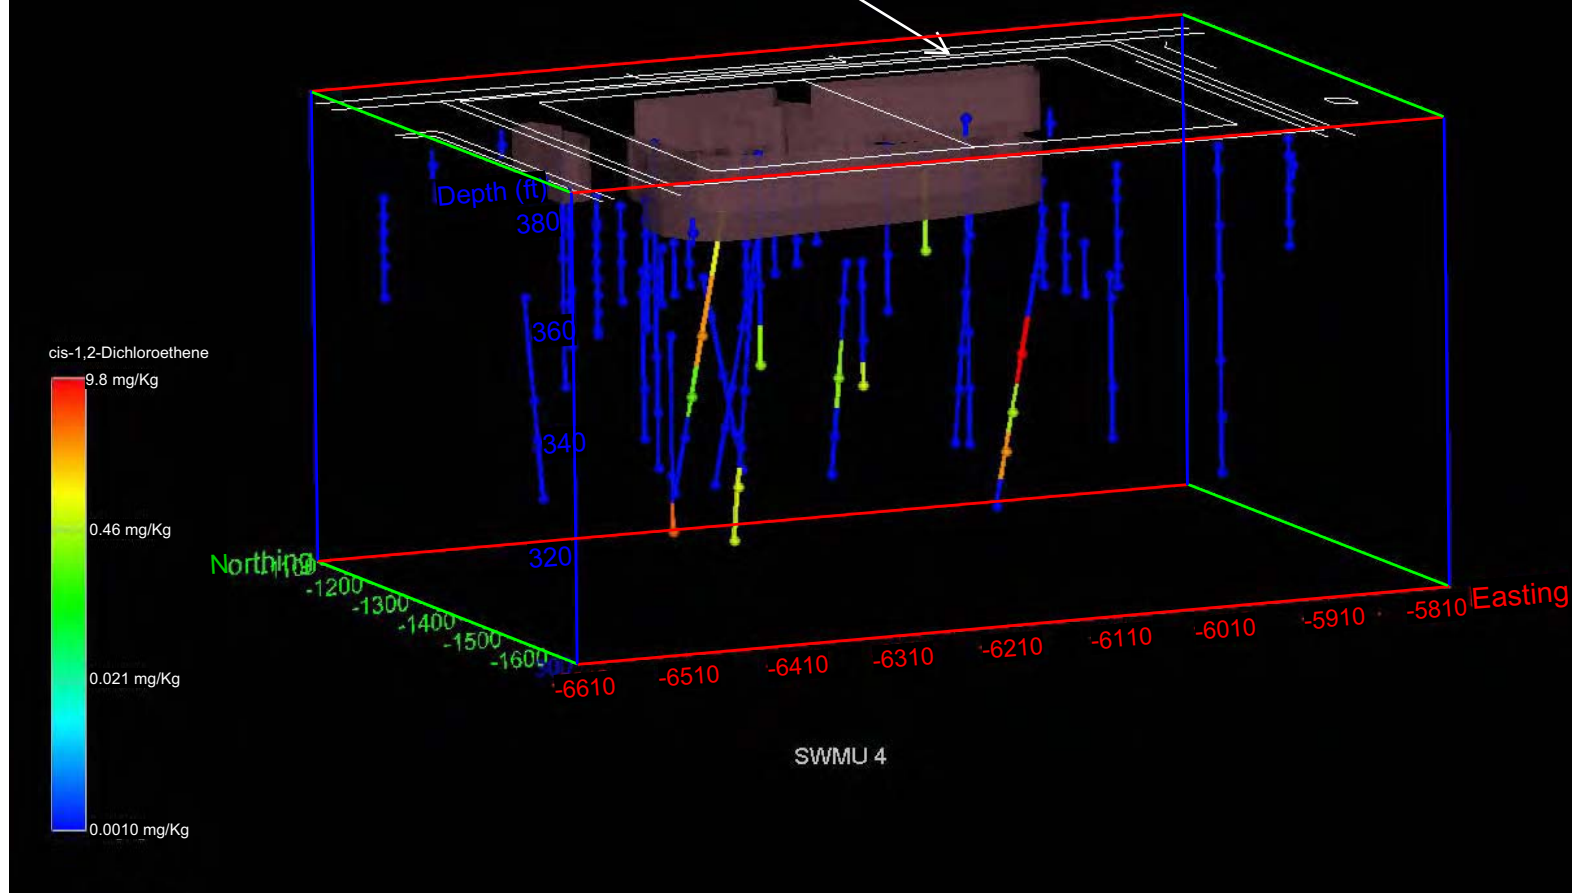 Depth (ft)
380
360
340
320
300
cis-1,2-Dichloroethene
9.8 mg/Kg
0.46 mg/Kg
0.021 mg/Kg
0.0010 mg/Kg
Northing
-1100
-1200
-1300
-1400
-1500
-1600
-6610
-6510
-6410
-6310
-6210
-6110
-6010
-5910
-5810
Easting
SWMU 4